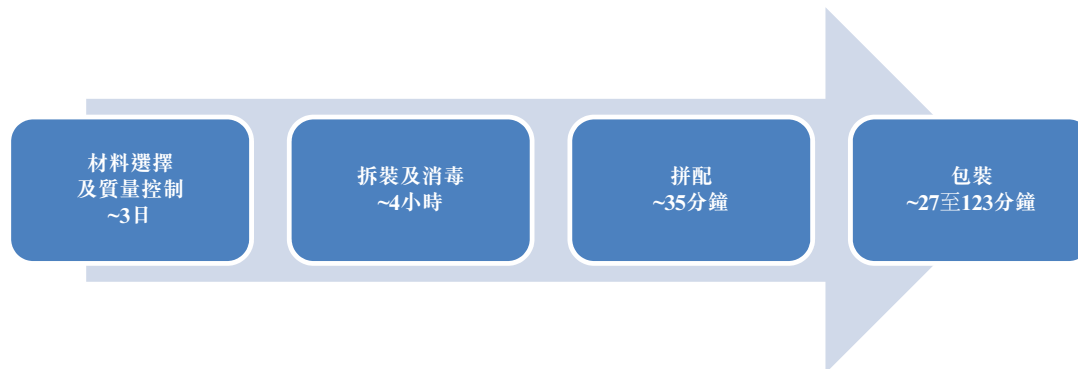 材料選擇
及質量控制
~3日
拆裝及消毒
~4小時
拼配
~35分鐘
包裝
~27至123分鐘